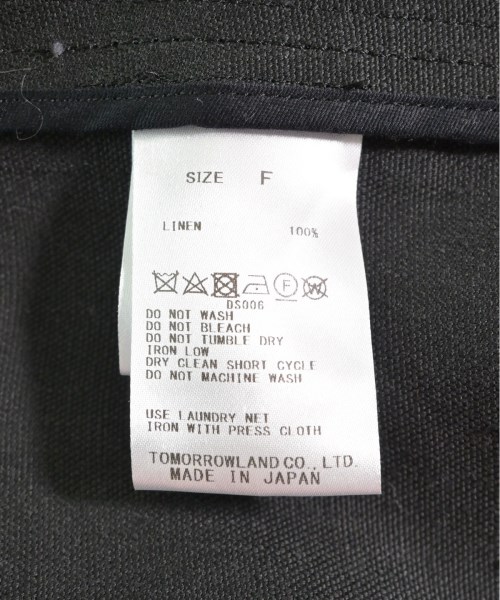 SIZE F
LINEN 100%
F W
DS006
DO NOT WASH
DO NOT BLEACH
DO NOT TUMBLE DRY
IRON LOW
DRY CLEAN SHORT CYCLE
DO NOT MACHINE WASH
USE LAUNDRY NET
IRON WITH PRESS CLOTH
TOMORROWLAND CO., LTD.
MADE IN JAPAN